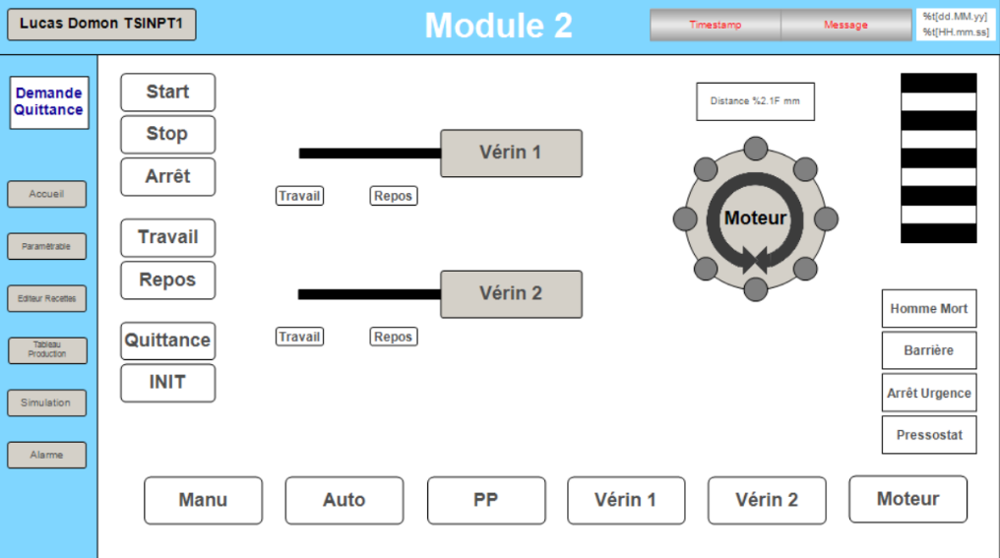 Lucas Domon TSINPT1
Module 2
Timestamp
Message
%t[dd.MM.yy]
%t[HH.mm.ss]
Demande
Quittance
Accueil
Paramétrable
Editeur Recettes
Tableau
Production
Simulation
Alarme
Start
Stop
Arrêt
Travail
Repos
Quittance
INIT
Vérin 1
Travail
Repos
Vérin 2
Travail
Repos
Distance %2.1F mm
Moteur
Homme Mort
Barrière
Arrêt Urgence
Pressostat
Manu
Auto
PP
Vérin 1
Vérin 2
Moteur